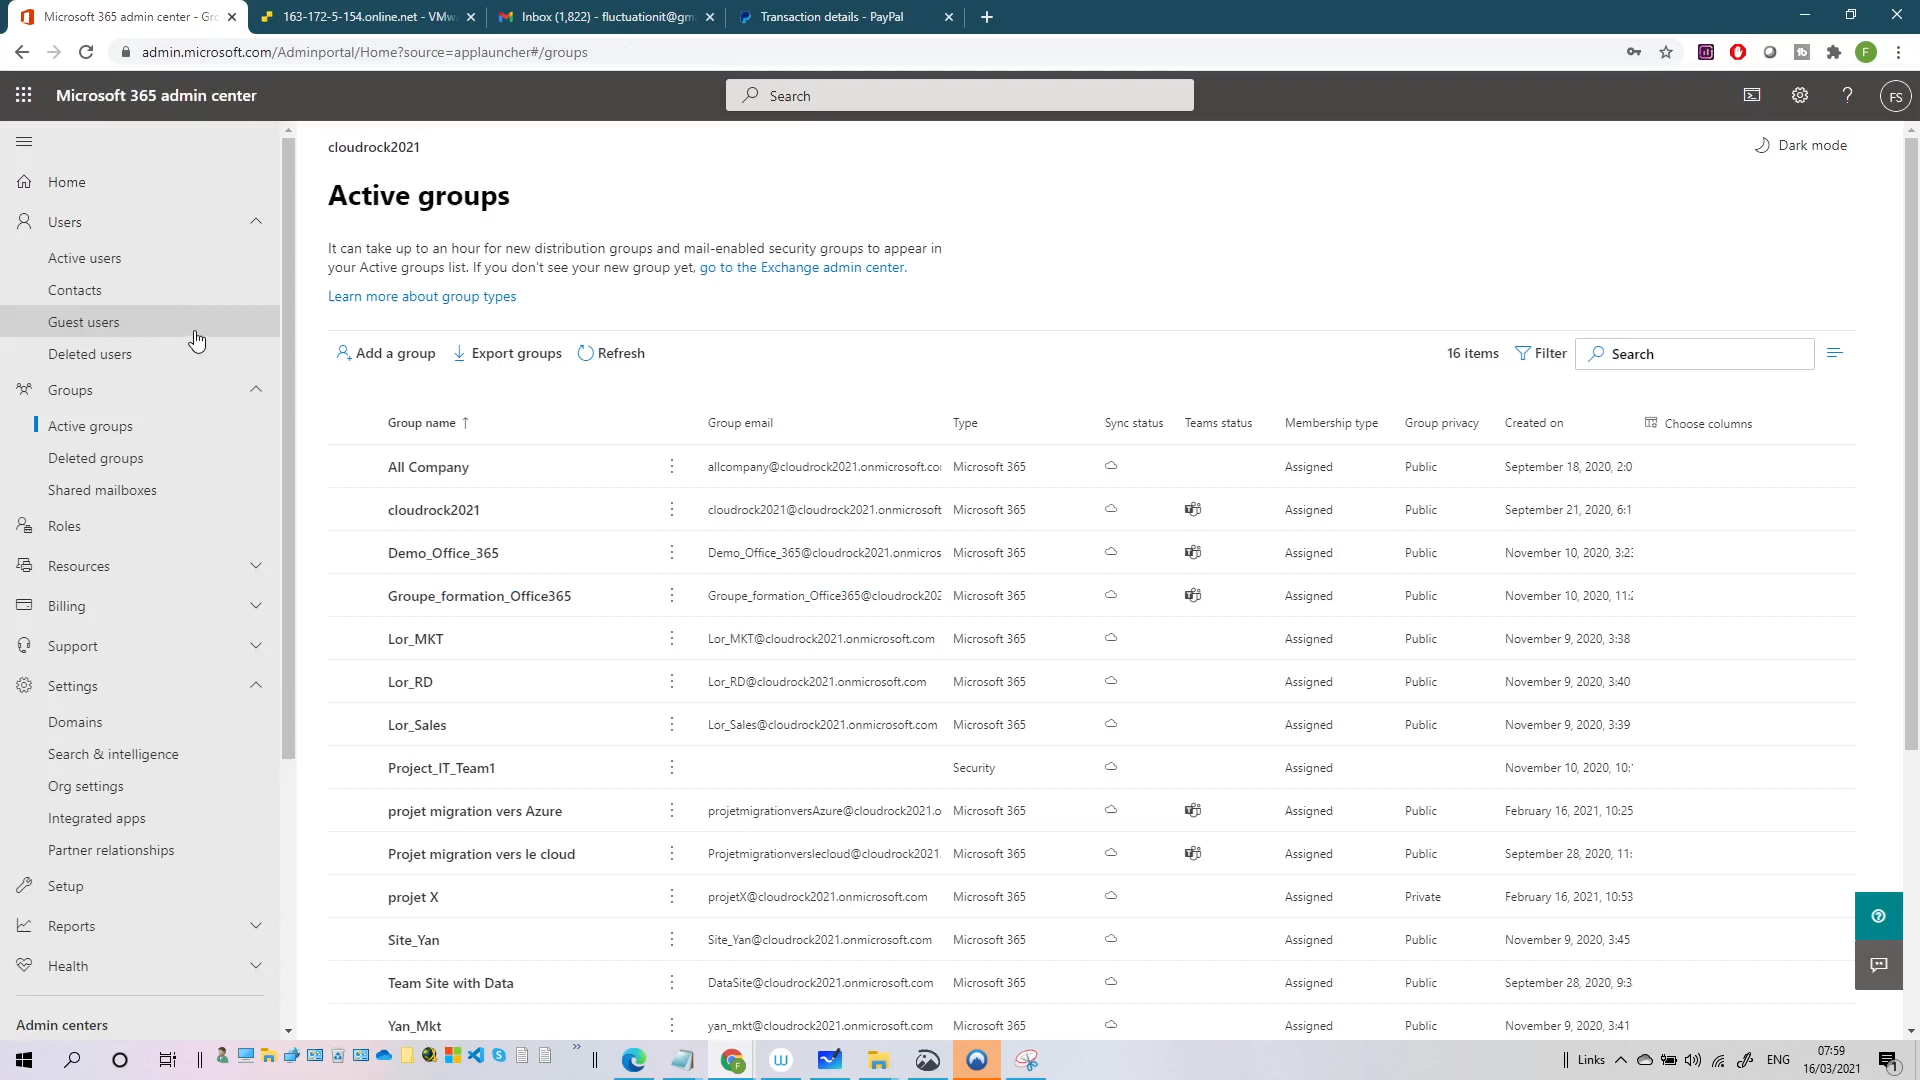 Microsoft 365 admin center - Gro
163-172-5-154.online.net - VMw
Inbox (1,822) - fluctuationit@gm
Transaction details - PayPal
admin.microsoft.com/Adminportal/Home?source=applauncher#/groups
F
Microsoft 365 admin center
Search
?
FS
Home
Users
Active users
Contacts
Guest users
Deleted users
Groups
Active groups
Deleted groups
Shared mailboxes
Roles
Resources
Billing
Support
Settings
Domains
Search & intelligence
Org settings
Integrated apps
Partner relationships
Setup
Reports
Health
Admin centers
cloudrock2021
Dark mode
Active groups
It can take up to an hour for new distribution groups and mail-enabled security groups to appear in
your Active groups list. If you don't see your new group yet, go to the Exchange admin center.
Learn more about group types
Add a group Export groups Refresh 16 items Filter Search
Group name ↑ Group email Type Sync status Teams status Membership type Group privacy Created on Choose columns
All Company allcompany@cloudrock2021.onmicrosoft.co Microsoft 365 Assigned Public September 18, 2020, 2:0
cloudrock2021 cloudrock2021@cloudrock2021.onmicrosoft Microsoft 365 Assigned Public September 21, 2020, 6:1
Demo_Office_365 Demo_Office_365@cloudrock2021.onmicros Microsoft 365 Assigned Public November 10, 2020, 3:23
Groupe_formation_Office365 Groupe_formation_Office365@cloudrock202 Microsoft 365 Assigned Public November 10, 2020, 11:2
Lor_MKT Lor_MKT@cloudrock2021.onmicrosoft.com Microsoft 365 Assigned Public November 9, 2020, 3:38
Lor_RD Lor_RD@cloudrock2021.onmicrosoft.com Microsoft 365 Assigned Public November 9, 2020, 3:40
Lor_Sales Lor_Sales@cloudrock2021.onmicrosoft.com Microsoft 365 Assigned Public November 9, 2020, 3:39
Project_IT_Team1 Security Assigned November 10, 2020, 10:
projet migration vers Azure projetmigrationversAzure@cloudrock2021.o Microsoft 365 Assigned Public February 16, 2021, 10:25
Projet migration vers le cloud Projetmigrationverslecloud@cloudrock2021. Microsoft 365 Assigned Public September 28, 2020, 11:
projet X projetX@cloudrock2021.onmicrosoft.com Microsoft 365 Assigned Private February 16, 2021, 10:53
Site_Yan Site_Yan@cloudrock2021.onmicrosoft.com Microsoft 365 Assigned Public November 9, 2020, 3:45
Team Site with Data DataSite@cloudrock2021.onmicrosoft.com Microsoft 365 Assigned Public September 28, 2020, 9:3
Yan_Mkt yan_mkt@cloudrock2021.onmicrosoft.com Microsoft 365 Assigned Public November 9, 2020, 3:41
Links ENG
07:59
16/03/2021